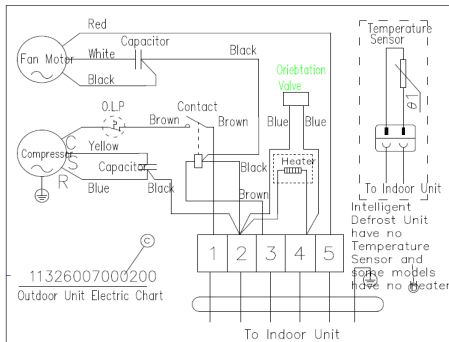 Red
Fan Motor
White
Capacitor
Black
Black
Temperature
Sensor
θ1
Oriebtation
Valve
O.L.P
Contact
Brown
Brown
Blue
Blue
Compressor
C
S
R
Yellow
Capacitor
Blue
Black
Black
Heater
Brown
To Indoor Unit
Intelligent
Defrost Unit
have no
Temperature
Sensor and
some models
have no Heater
1 2 3 4 5
C
11326007000200
Outdoor Unit Electric Chart
To Indoor Unit